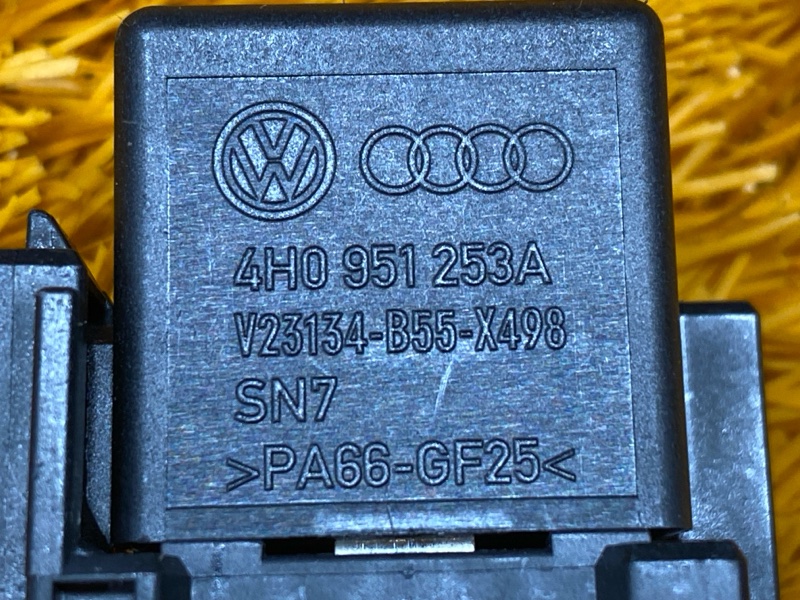 4H0 951 253A
V23134-B55-X498
SN7
>PA66-GF25<